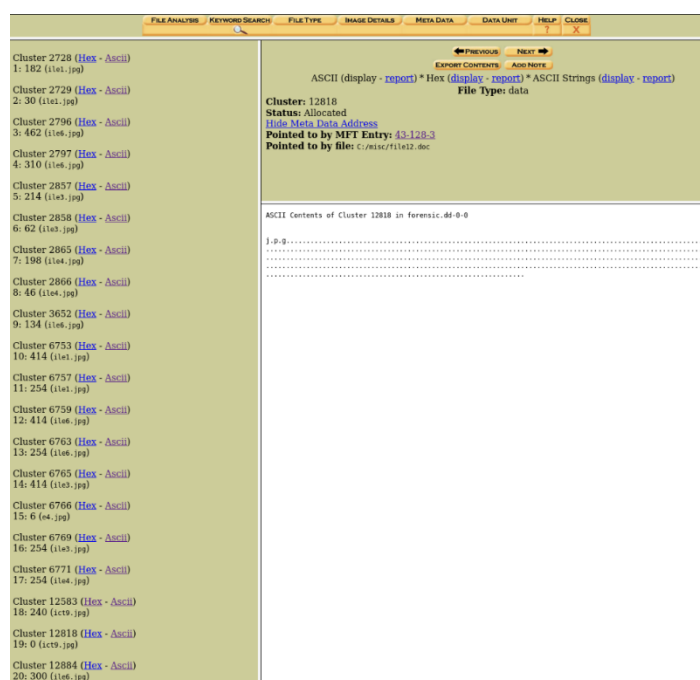 FILE ANALYSIS KEYWORD SEARCH FILE TYPE IMAGE DETAILS META DATA DATA UNIT HELP CLOSE
? X
Cluster 2728 (Hex - Ascii)
1: 182 (ile1.jpg)
Cluster 2729 (Hex - Ascii)
2: 30 (ile1.jpg)
Cluster 2796 (Hex - Ascii)
3: 462 (ile6.jpg)
Cluster 2797 (Hex - Ascii)
4: 310 (ile6.jpg)
Cluster 2857 (Hex - Ascii)
5: 214 (ile3.jpg)
Cluster 2858 (Hex - Ascii)
6: 62 (ile3.jpg)
Cluster 2865 (Hex - Ascii)
7: 198 (ile4.jpg)
Cluster 2866 (Hex - Ascii)
8: 46 (ile4.jpg)
Cluster 3652 (Hex - Ascii)
9: 134 (ile6.jpg)
Cluster 6753 (Hex - Ascii)
10: 414 (ile1.jpg)
Cluster 6757 (Hex - Ascii)
11: 254 (ile1.jpg)
Cluster 6759 (Hex - Ascii)
12: 414 (ile6.jpg)
Cluster 6763 (Hex - Ascii)
13: 254 (ile6.jpg)
Cluster 6765 (Hex - Ascii)
14: 414 (ile3.jpg)
Cluster 6766 (Hex - Ascii)
15: 6 (e4.jpg)
Cluster 6769 (Hex - Ascii)
16: 254 (ile3.jpg)
Cluster 6771 (Hex - Ascii)
17: 254 (ile4.jpg)
Cluster 12583 (Hex - Ascii)
18: 240 (ict9.jpg)
Cluster 12818 (Hex - Ascii)
19: 0 (ict9.jpg)
Cluster 12884 (Hex - Ascii)
20: 300 (ile6.jpg)
PREVIOUS NEXT
EXPORT CONTENTS ADD NOTE
ASCII (display - report) * Hex (display - report) * ASCII Strings (display - report)
File Type: data
Cluster: 12818
Status: Allocated
Hide Meta Data Address
Pointed to by MFT Entry: 43-128-3
Pointed to by file: C:/misc/file12.doc
ASCII Contents of Cluster 12818 in forensic.dd-0-0
j.p.g.......................................................................................................
............................................................................................................
............................................................................................................
............................................................................................................
.................................................................